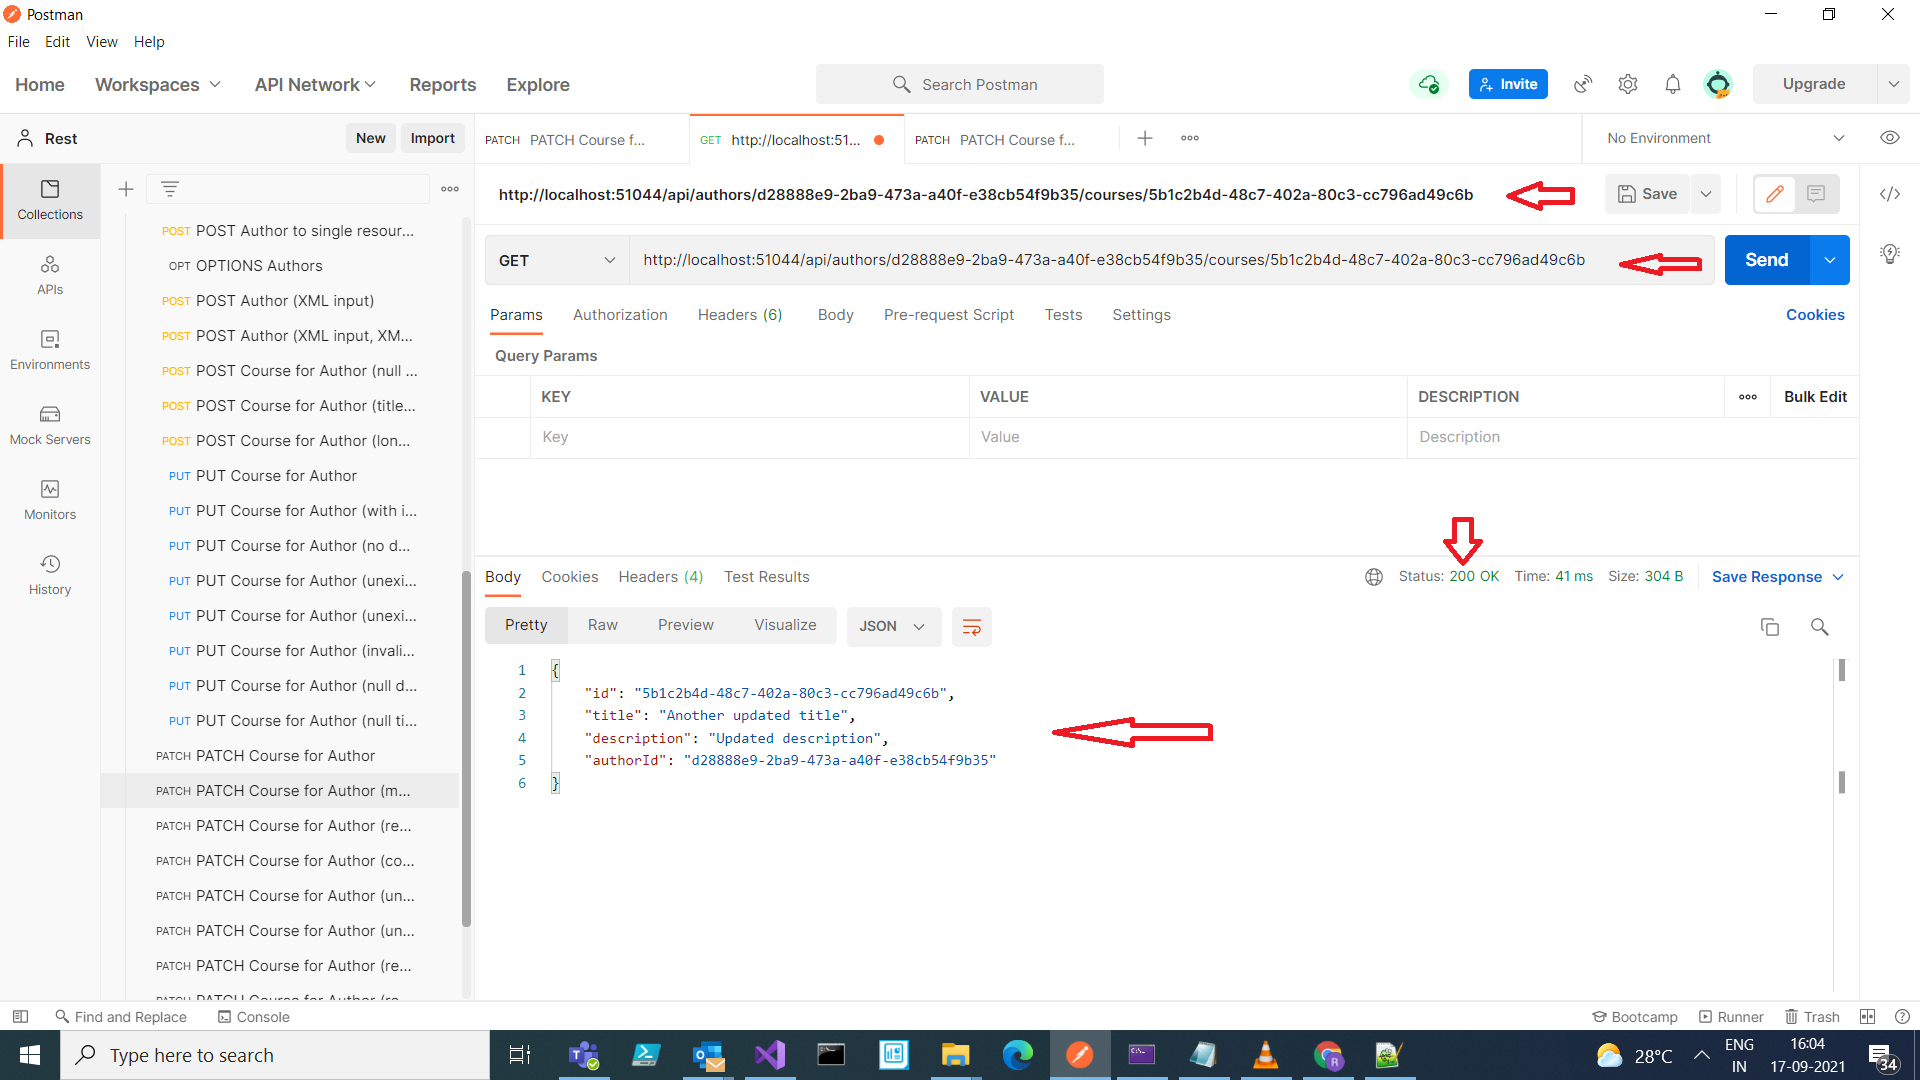 Postman
File Edit View Help
Home Workspaces API Network Reports Explore
Search Postman
Invite
Upgrade
Rest
New Import
PATCH PATCH Course f...
GET http://localhost:51...
PATCH PATCH Course f...
No Environment
Collections
APIs
Environments
Mock Servers
Monitors
History
POST POST Author to single resour...
OPT OPTIONS Authors
POST POST Author (XML input)
POST POST Author (XML input, XM...
POST POST Course for Author (null ...
POST POST Course for Author (title...
POST POST Course for Author (lon...
PUT PUT Course for Author
PUT PUT Course for Author (with i...
PUT PUT Course for Author (no d...
PUT PUT Course for Author (unexi...
PUT PUT Course for Author (unexi...
PUT PUT Course for Author (invali...
PUT PUT Course for Author (null d...
PUT PUT Course for Author (null ti...
PATCH PATCH Course for Author
PATCH PATCH Course for Author (m...
PATCH PATCH Course for Author (re...
PATCH PATCH Course for Author (co...
PATCH PATCH Course for Author (un...
PATCH PATCH Course for Author (un...
PATCH PATCH Course for Author (re...
http://localhost:51044/api/authors/d28888e9-2ba9-473a-a40f-e38cb54f9b35/courses/5b1c2b4d-48c7-402a-80c3-cc796ad49c6b
Save
GET http://localhost:51044/api/authors/d28888e9-2ba9-473a-a40f-e38cb54f9b35/courses/5b1c2b4d-48c7-402a-80c3-cc796ad49c6b
Send
Params Authorization Headers (6) Body Pre-request Script Tests Settings Cookies
Query Params
KEY VALUE DESCRIPTION Bulk Edit
Key Value Description
Body Cookies Headers (4) Test Results
Status: 200 OK Time: 41 ms Size: 304 B Save Response
Pretty Raw Preview Visualize JSON
1 {
2 "id": "5b1c2b4d-48c7-402a-80c3-cc796ad49c6b",
3 "title": "Another updated title",
4 "description": "Updated description",
5 "authorId": "d28888e9-2ba9-473a-a40f-e38cb54f9b35"
6 }
Find and Replace Console
Bootcamp Runner Trash
Type here to search
28°C
ENG
IN
16:04
17-09-2021
34